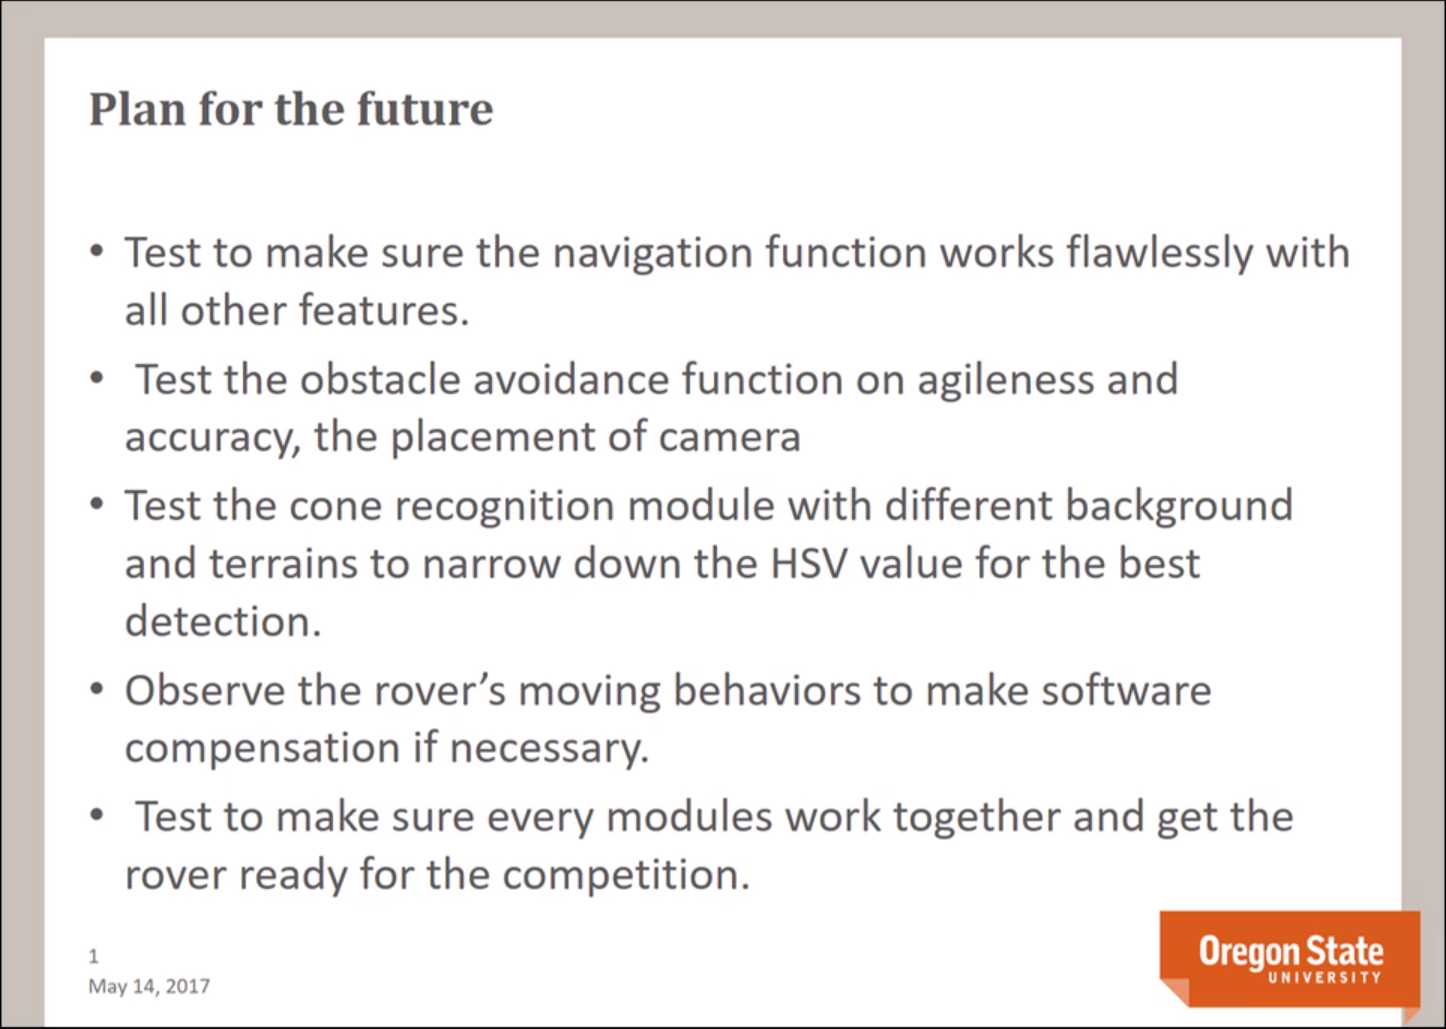 Plan for the future
• Test to make sure the navigation function works flawlessly with
all other features.
• Test the obstacle avoidance function on agileness and
accuracy, the placement of camera
• Test the cone recognition module with different background
and terrains to narrow down the HSV value for the best
detection.
• Observe the rover’s moving behaviors to make software
compensation if necessary.
• Test to make sure every modules work together and get the
rover ready for the competition.
1
May 14, 2017
Oregon State
UNIVERSITY